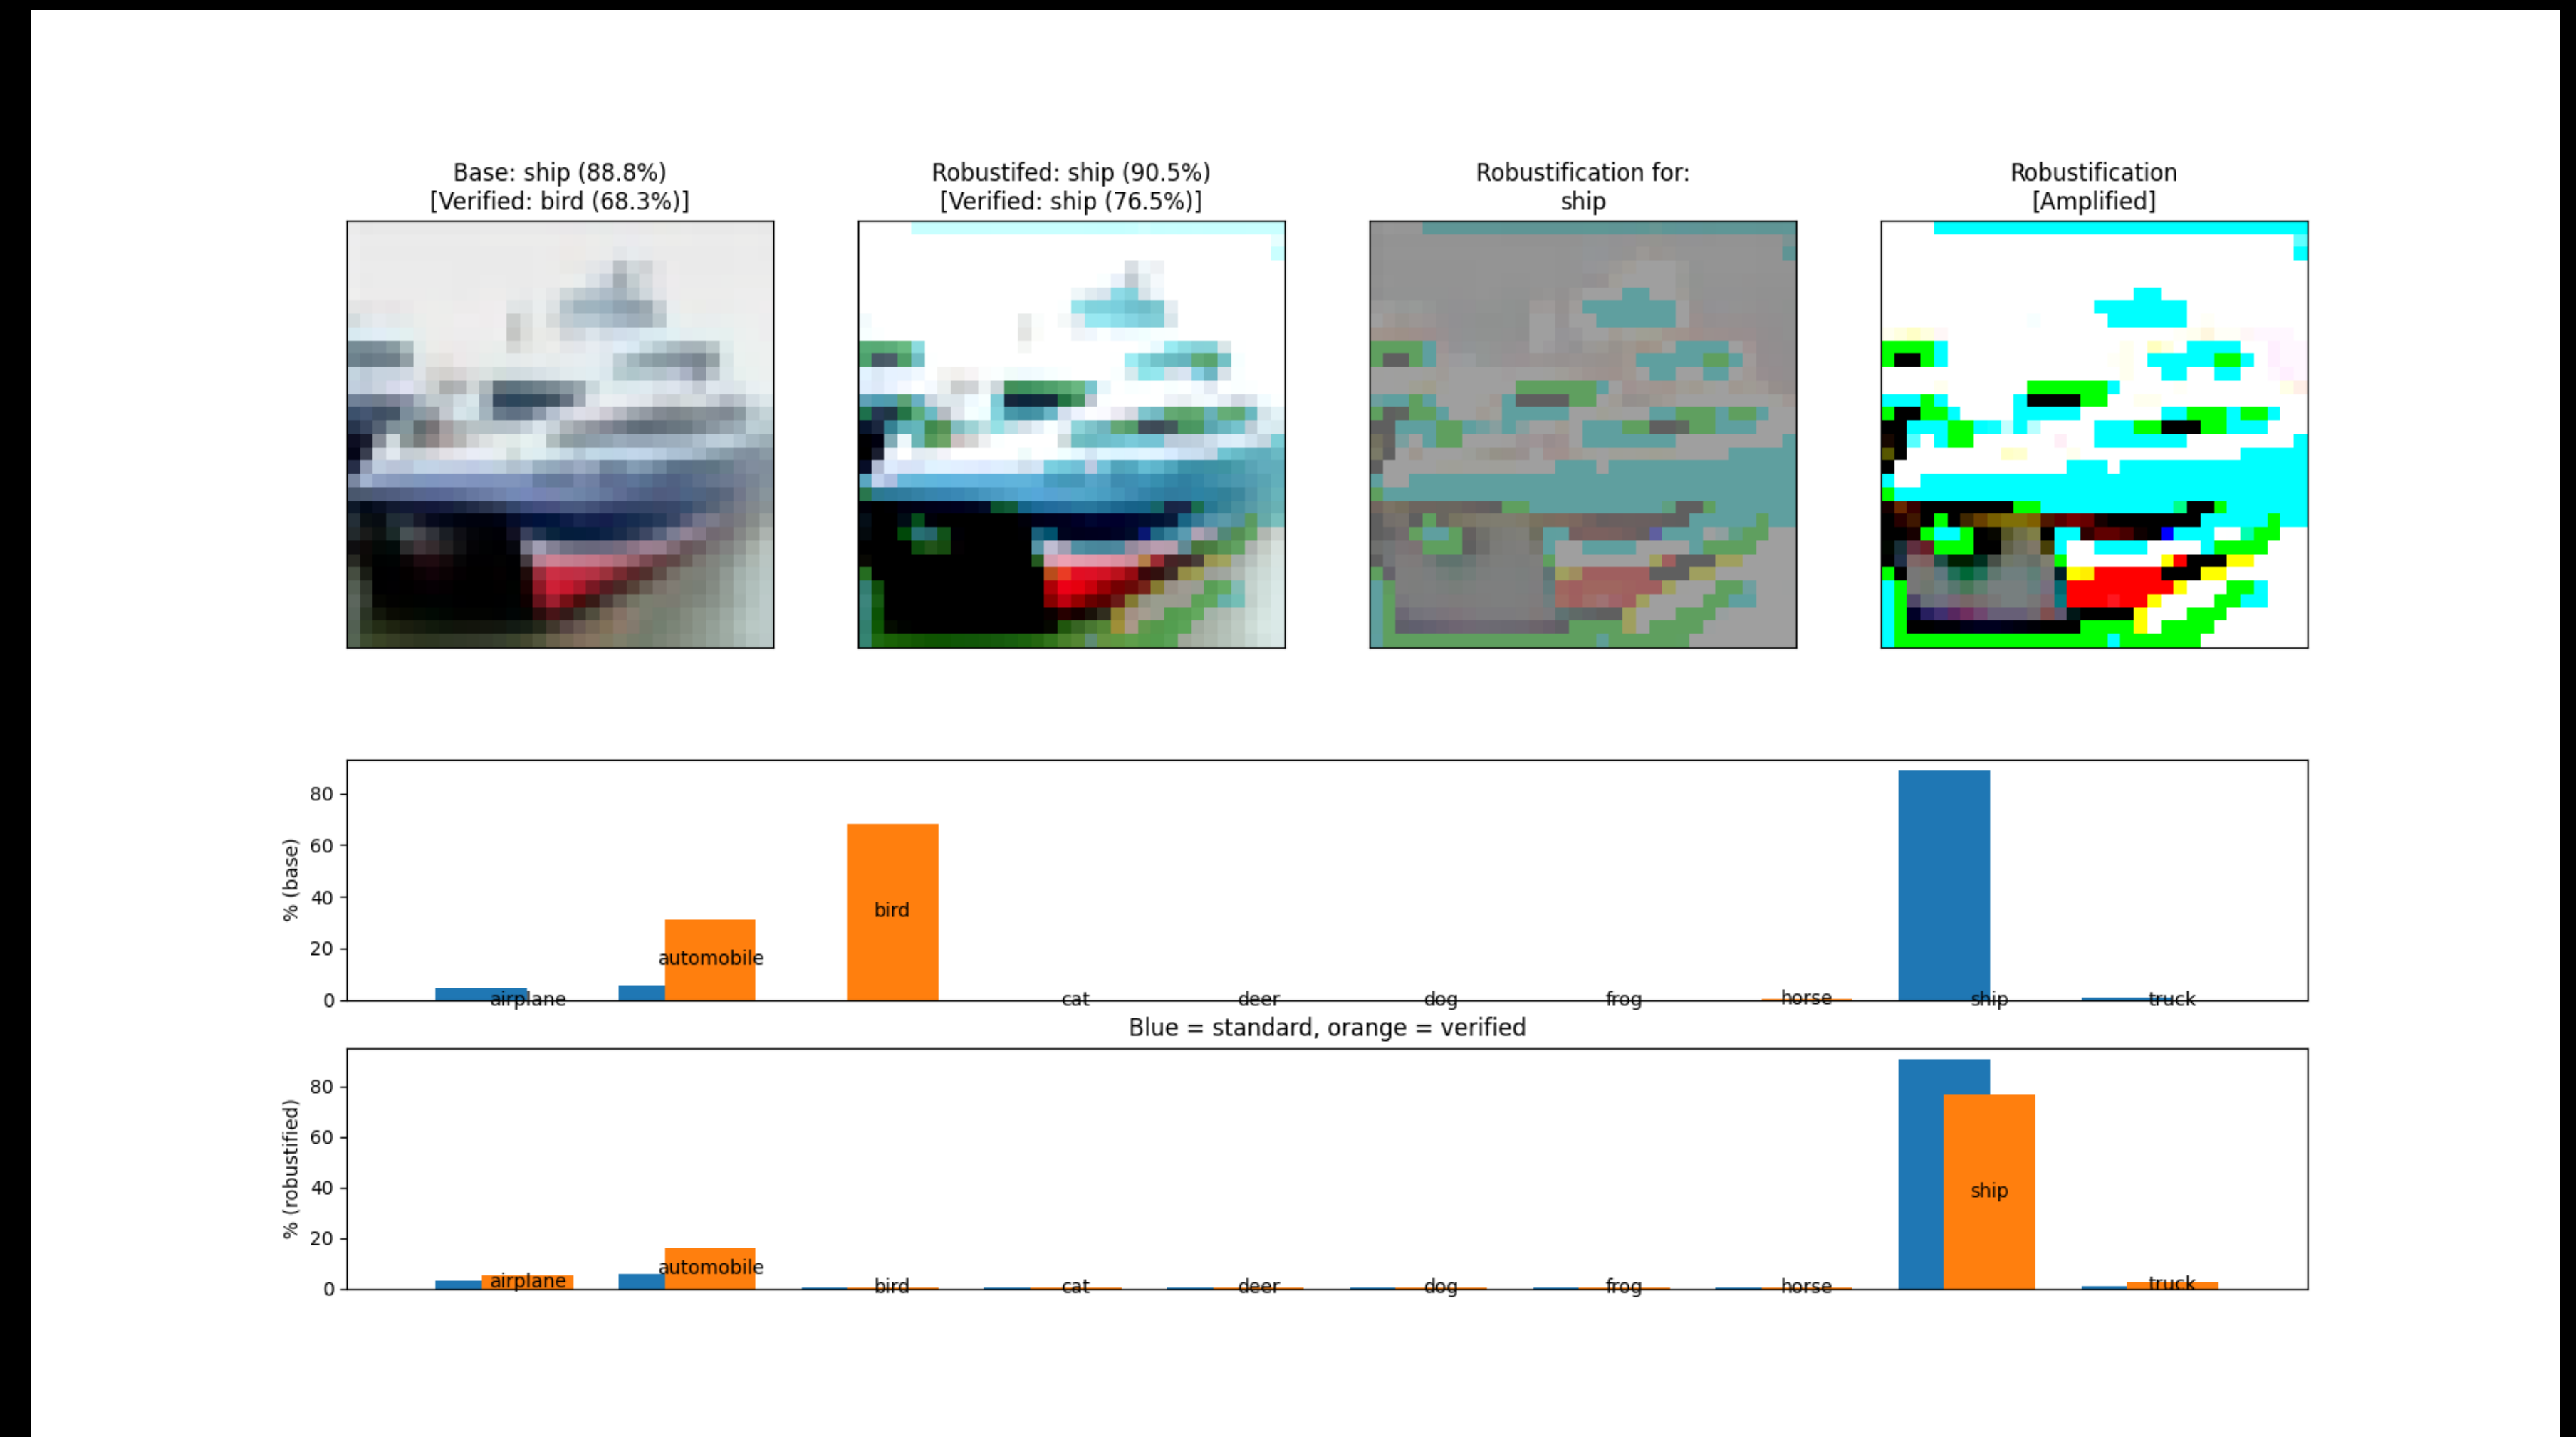 Base: ship (88.8%)
[Verified: bird (68.3%)]
Robustifed: ship (90.5%)
[Verified: ship (76.5%)]
Robustification for:
ship
Robustification
[Amplified]
% (base)
80
60
40
20
0
airplane
automobile
bird
cat
deer
dog
frog
horse
ship
truck
Blue = standard, orange = verified
% (robustified)
80
60
40
20
0
airplane
automobile
bird
cat
deer
dog
frog
horse
ship
truck